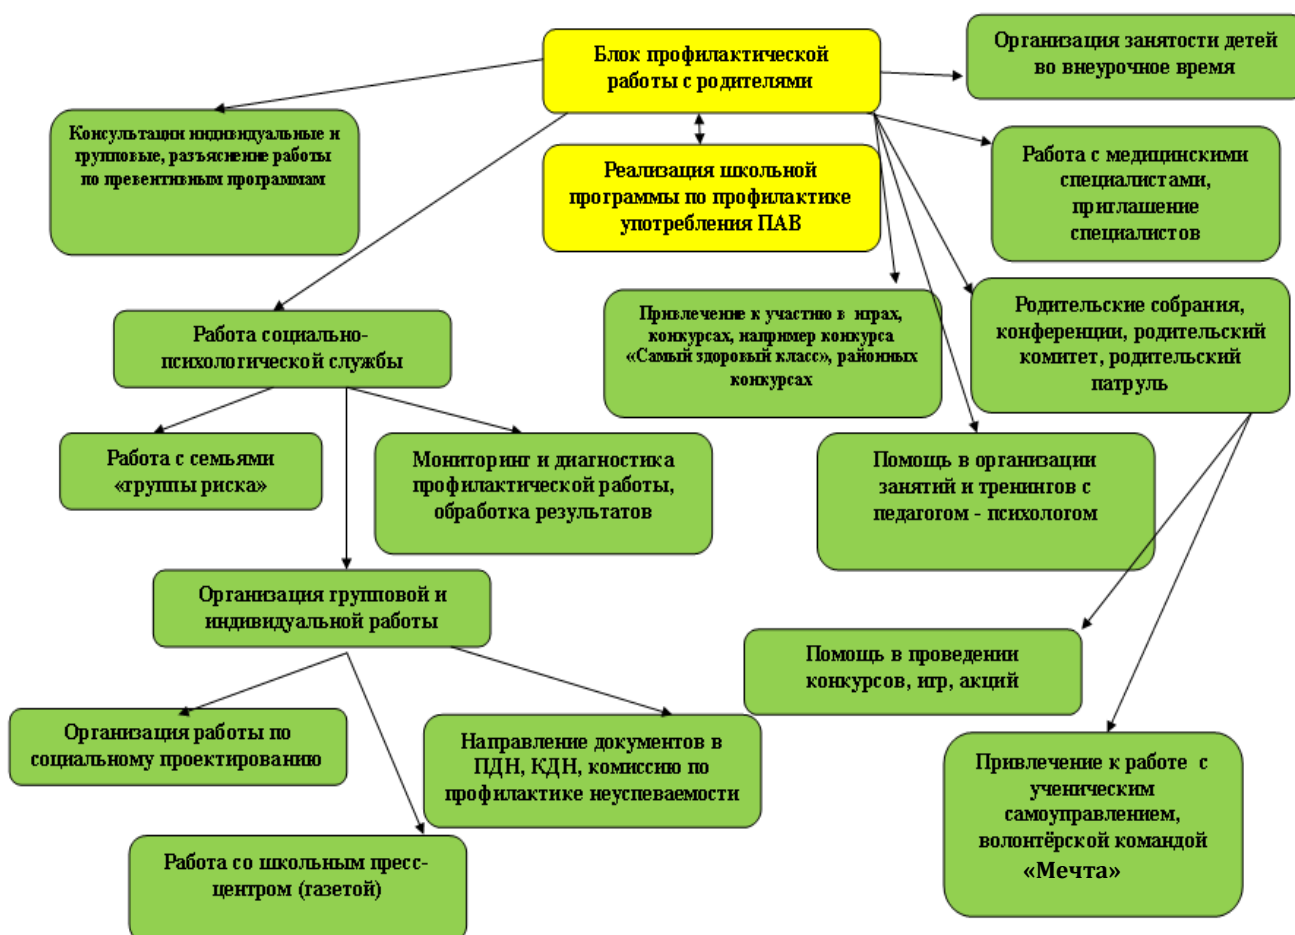 Блок профилактической
работы с родителями
Организация занятости детей
во внеурочное время
Консультации индивидуальные и
групповые, разъяснение работы
по превентивным программам
Реализация школьной
программы по профилактике
употребления ПАВ
Работа с медицинскими
специалистами,
приглашение
специалистов
Работа социально-
психологической службы
Привлечение к участию в играх,
конкурсах, например конкурса
«Самый здоровый класс», районных
конкурсах
Родительские собрания,
конференции, родительский
комитет, родительский
патруль
Работа с семьями
«группы риска»
Мониторинг и диагностика
профилактической работы,
обработка результатов
Помощь в организации
занятий и тренингов с
педагогом - психологом
Организация групповой и
индивидуальной работы
Помощь в проведении
конкурсов, игр, акций
Организация работы по
социальному проектированию
Направление документов в
ПДН, КДН, комиссию по
профилактике неуспеваемости
Привлечение к работе с
ученическим
самоуправлением,
волонтёрской командой
«Мечта»
Работа со школьным пресс-
центром (газетой)